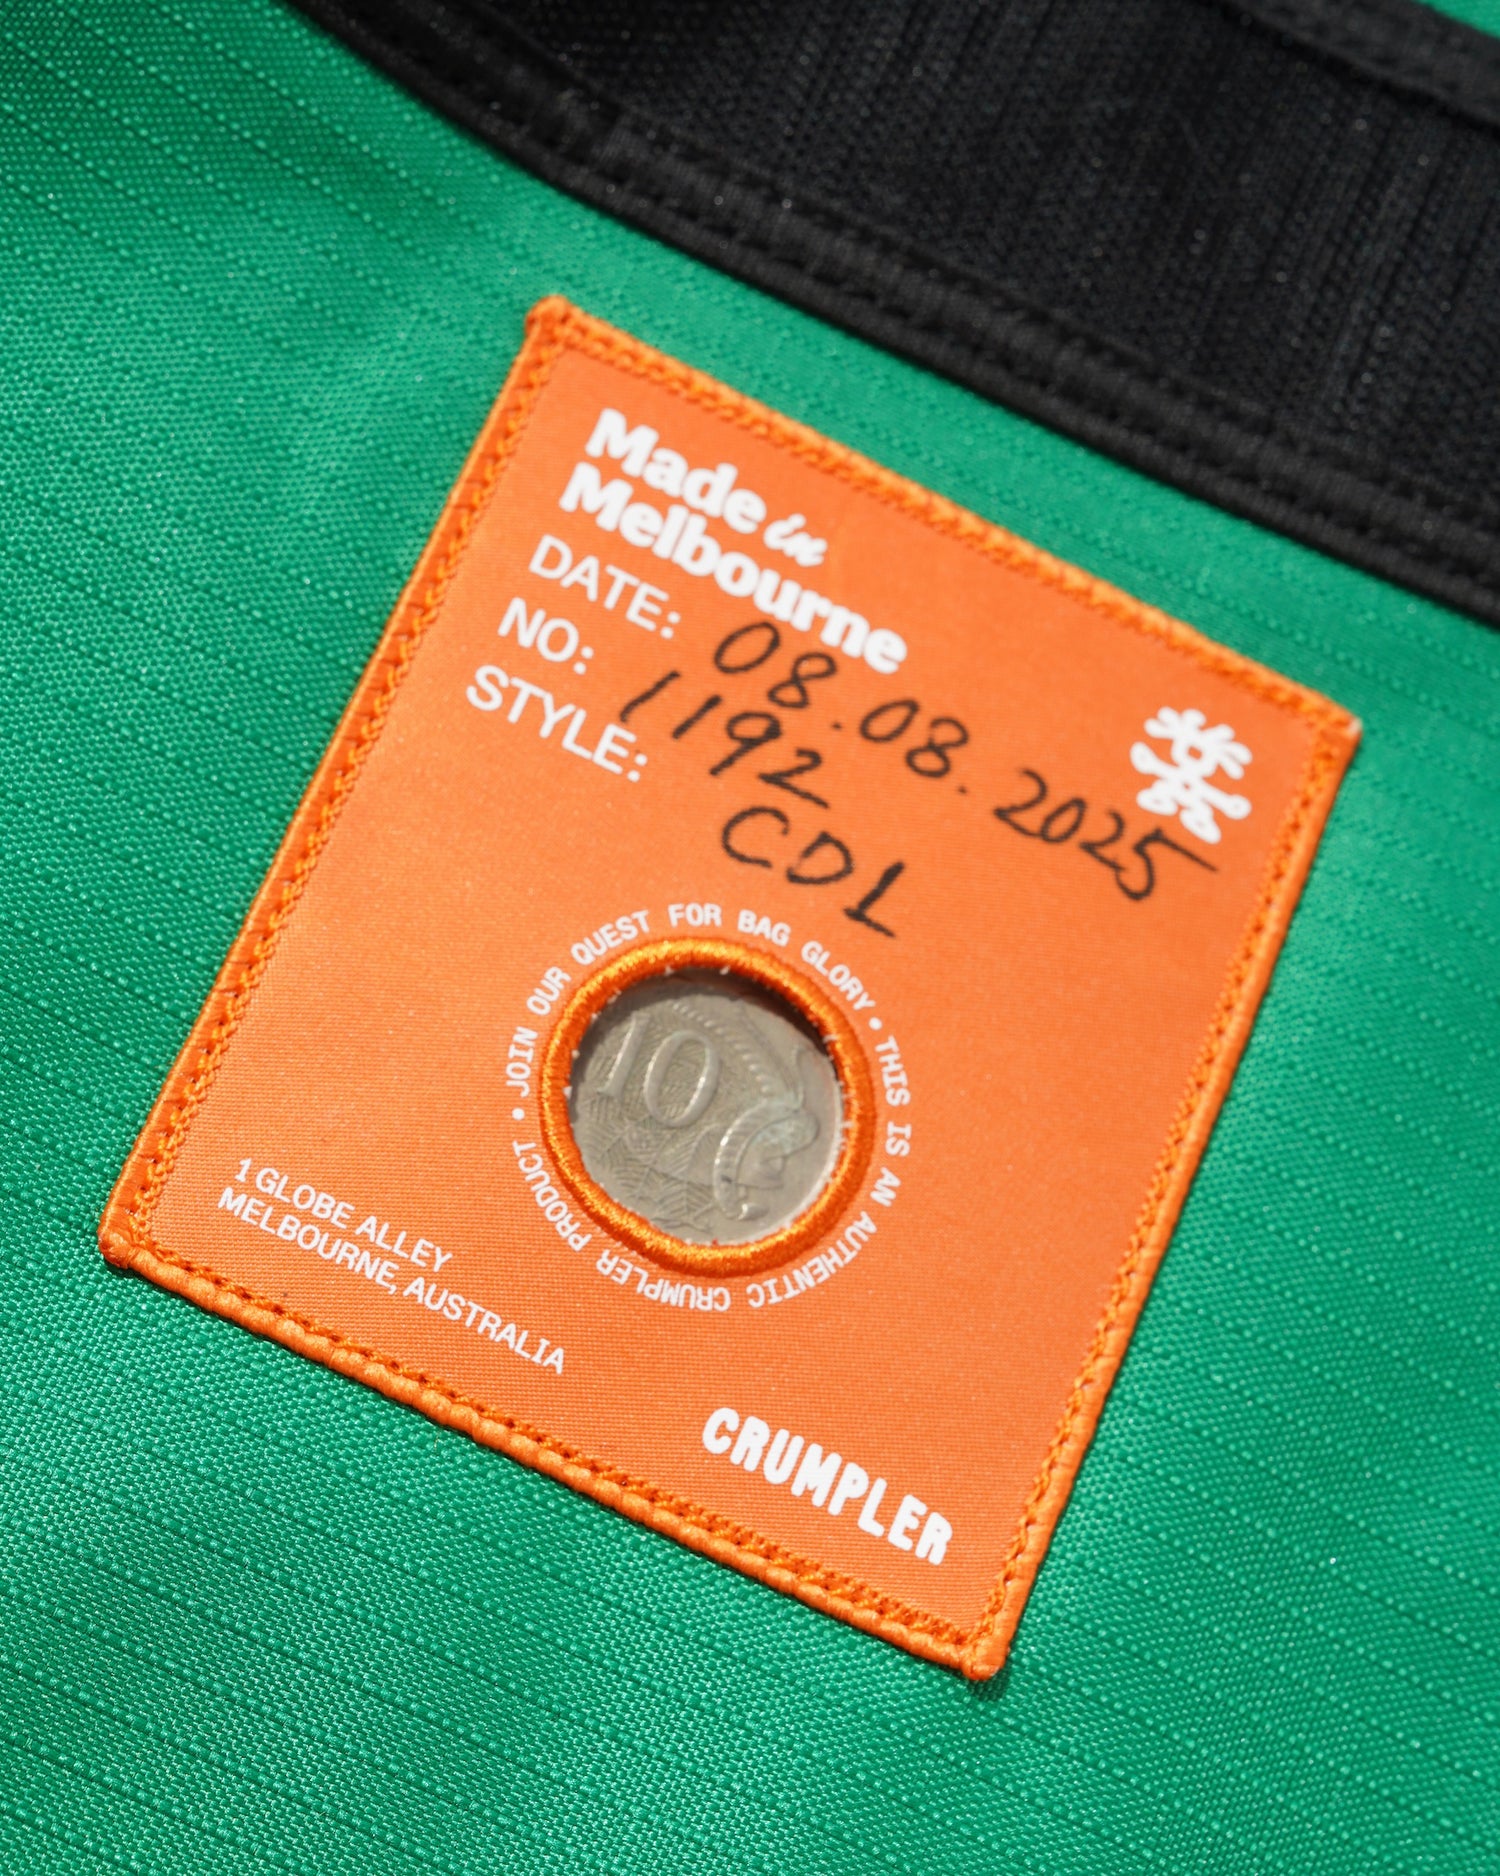 Made in
Melbourne
DATE: 08.08.2025
NO: 1192
STYLE: CDL
JOIN OUR QUEST FOR BAG GLORY • THIS IS AN AUTHENTIC CRUMPLER PRODUCT •
10
1 GLOBE ALLEY
MELBOURNE, AUSTRALIA
CRUMPLER